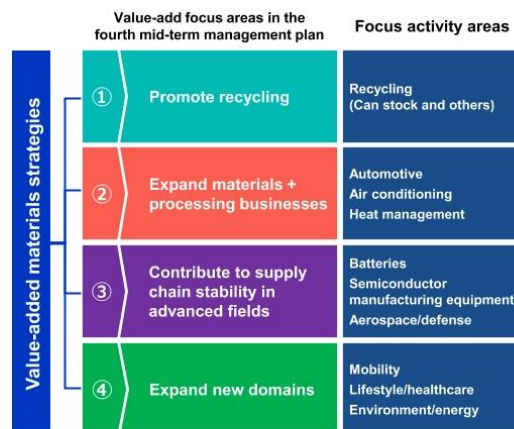 Value-add focus areas in the
fourth mid-term management plan
Focus activity areas
Value-added materials strategies
①
Promote recycling
Recycling
(Can stock and others)
②
Expand materials +
processing businesses
Automotive
Air conditioning
Heat management
③
Contribute to supply
chain stability in
advanced fields
Batteries
Semiconductor
manufacturing equipment
Aerospace/defense
④
Expand new domains
Mobility
Lifestyle/healthcare
Environment/energy